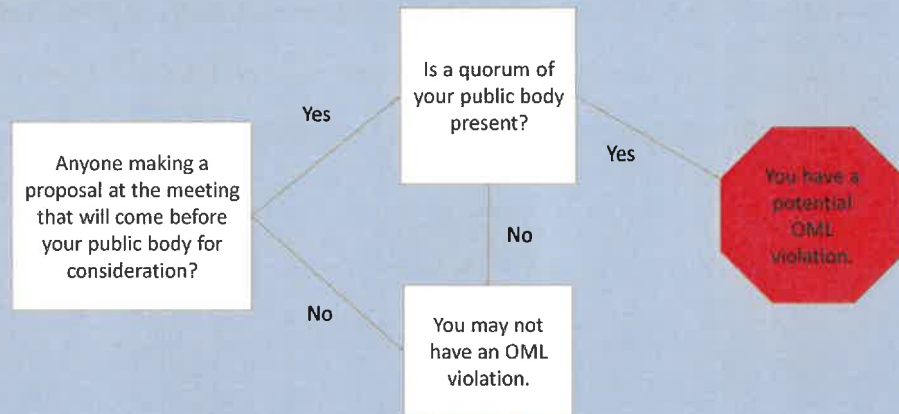 Is a quorum of
your public body
present?
Yes
Anyone making a
proposal at the meeting
that will come before
your public body for
consideration?
Yes
You have a
potential
OML
violation.
No
No
You may not
have an OML
violation.